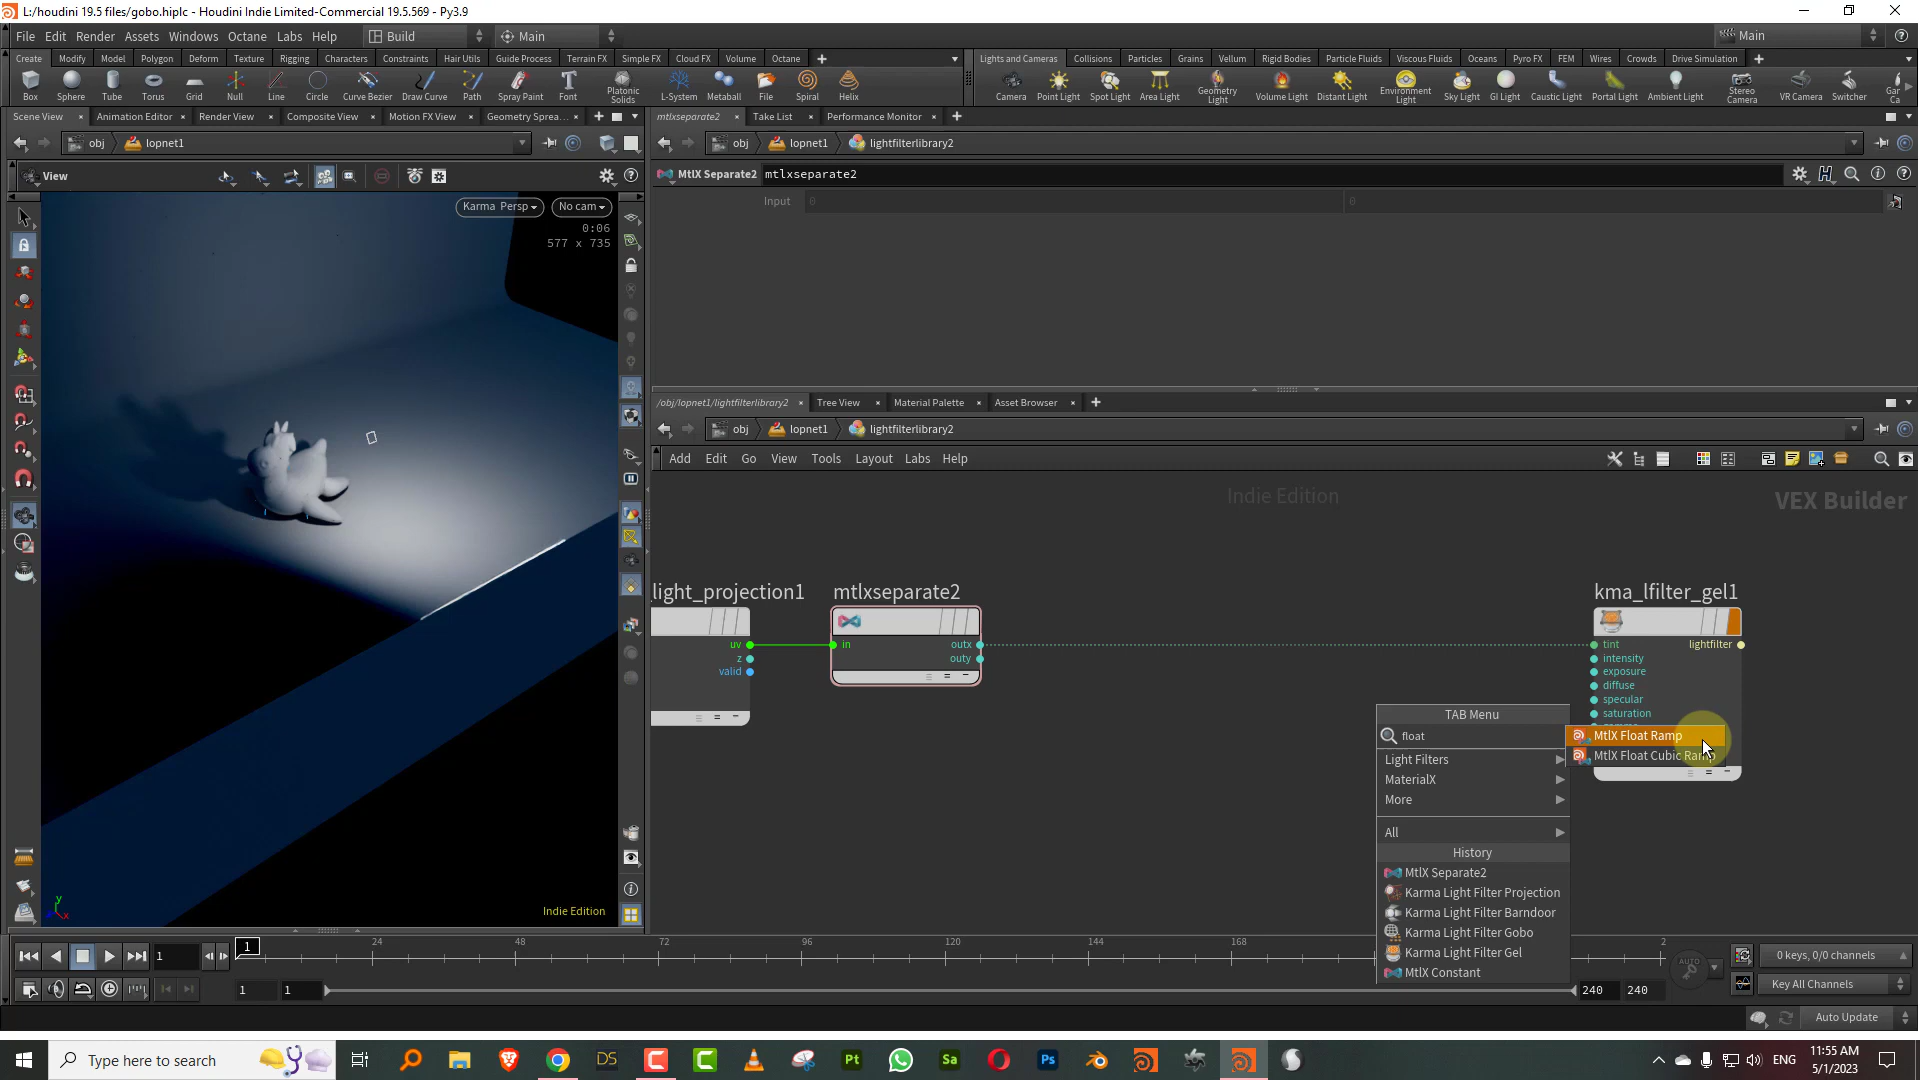 L:/houdini 19.5 files/gobo.hiplc - Houdini Indie Limited-Commercial 19.5.569 - Py3.9
File Edit Render Assets Windows Octane Labs Help Build Main Main
Create Modify Model Polygon Deform Texture Rigging Characters Constraints Hair Utils Guide Process Terrain FX Simple FX Cloud FX Volume Octane
Lights and Cameras Collisions Particles Grains Vellum Rigid Bodies Particle Fluids Viscous Fluids Oceans Pyro FX FEM Wires Crowds Drive Simulation
Box Sphere Tube Torus Grid Null Line Circle Curve Bezier Draw Curve Path Spray Paint Font Platonic Solids L-System Metaball File Spiral Helix
Camera Point Light Spot Light Area Light Geometry Light Volume Light Distant Light Environment Light Sky Light GI Light Caustic Light Portal Light Ambient Light Stereo Camera VR Camera Switcher Gar Ca
Scene View Animation Editor Render View Composite View Motion FX View Geometry Sprea...
mtlxseparate2 Take List Performance Monitor
obj lopnet1
obj lopnet1 lightfilterlibrary2
View
MtlX Separate2 mtlxseparate2
Input 0 0
Karma Persp No cam
0:06
577 x 735
Indie Edition
y
x
/obj/lopnet1/lightfilterlibrary2 Tree View Material Palette Asset Browser
obj lopnet1 lightfilterlibrary2
Add Edit Go View Tools Layout Labs Help
Indie Edition
VEX Builder
_light_projection1
uv
z
valid
mtlxseparate2
in outx
outy
kma_lfilter_gel1
tint lightfilter
intensity
exposure
diffuse
specular
saturation
TAB Menu
float
Light Filters
MaterialX
More
All
History
MtlX Separate2
Karma Light Filter Projection
Karma Light Filter Barndoor
Karma Light Filter Gobo
Karma Light Filter Gel
MtlX Constant
MtlX Float Ramp
MtlX Float Cubic Ramp
1 1 24 48 72 96 120 144 168 2
AUTO
0 keys, 0/0 channels
1 1 240 240
Key All Channels
Auto Update
Type here to search
DS Pt Sa Ps
ENG
11:55 AM
5/1/2023